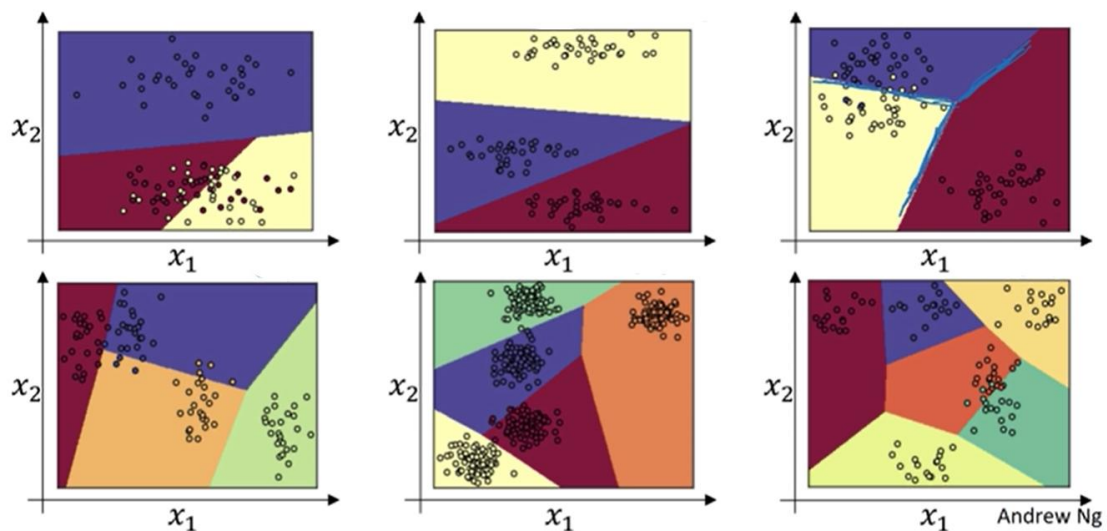 x₂ x₂ x₂
x₁ x₁ x₁
x₂ x₂ x₂
x₁ x₁ x₁ Andrew Ng